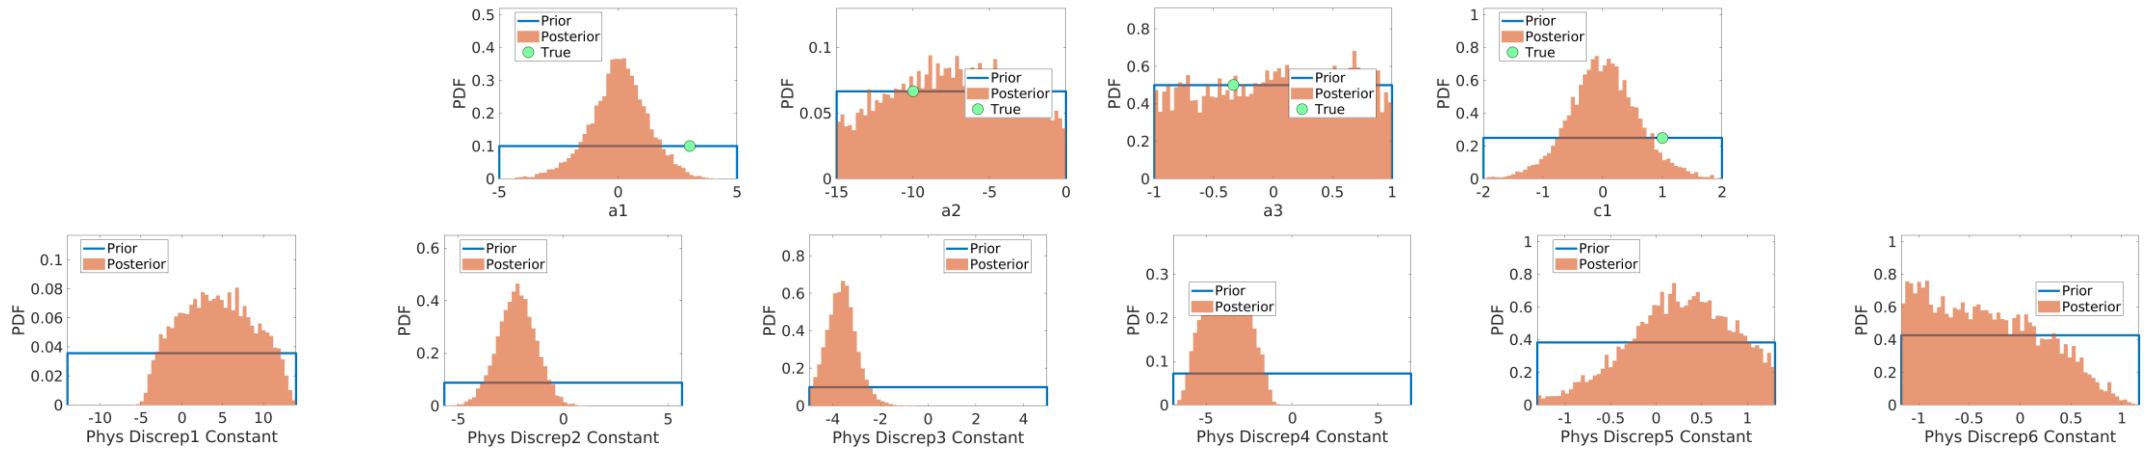 0.5
0.4
0.3
0.2
0.1
0
PDF
Prior
Posterior
True
-5
0
5
a1
0.1
0.05
0
PDF
Prior
Posterior
True
-15
-10
-5
0
a2
0.8
0.6
0.4
0.2
0
PDF
Prior
Posterior
True
-1
-0.5
0
0.5
1
a3
1
0.8
0.6
0.4
0.2
0
PDF
Prior
Posterior
True
-2
-1
0
1
2
c1
0.1
0.08
0.06
0.04
0.02
0
PDF
Prior
Posterior
-10
-5
0
5
10
Phys Discrep1 Constant
0.6
0.4
0.2
0
PDF
Prior
Posterior
-5
0
5
Phys Discrep2 Constant
0.8
0.6
0.4
0.2
0
PDF
Prior
Posterior
-4
-2
0
2
4
Phys Discrep3 Constant
0.3
0.2
0.1
0
PDF
Prior
Posterior
-5
0
5
Phys Discrep4 Constant
1
0.8
0.6
0.4
0.2
0
PDF
Prior
Posterior
-1
-0.5
0
0.5
1
Phys Discrep5 Constant
1
0.8
0.6
0.4
0.2
0
PDF
Prior
Posterior
-1
-0.5
0
0.5
1
Phys Discrep6 Constant